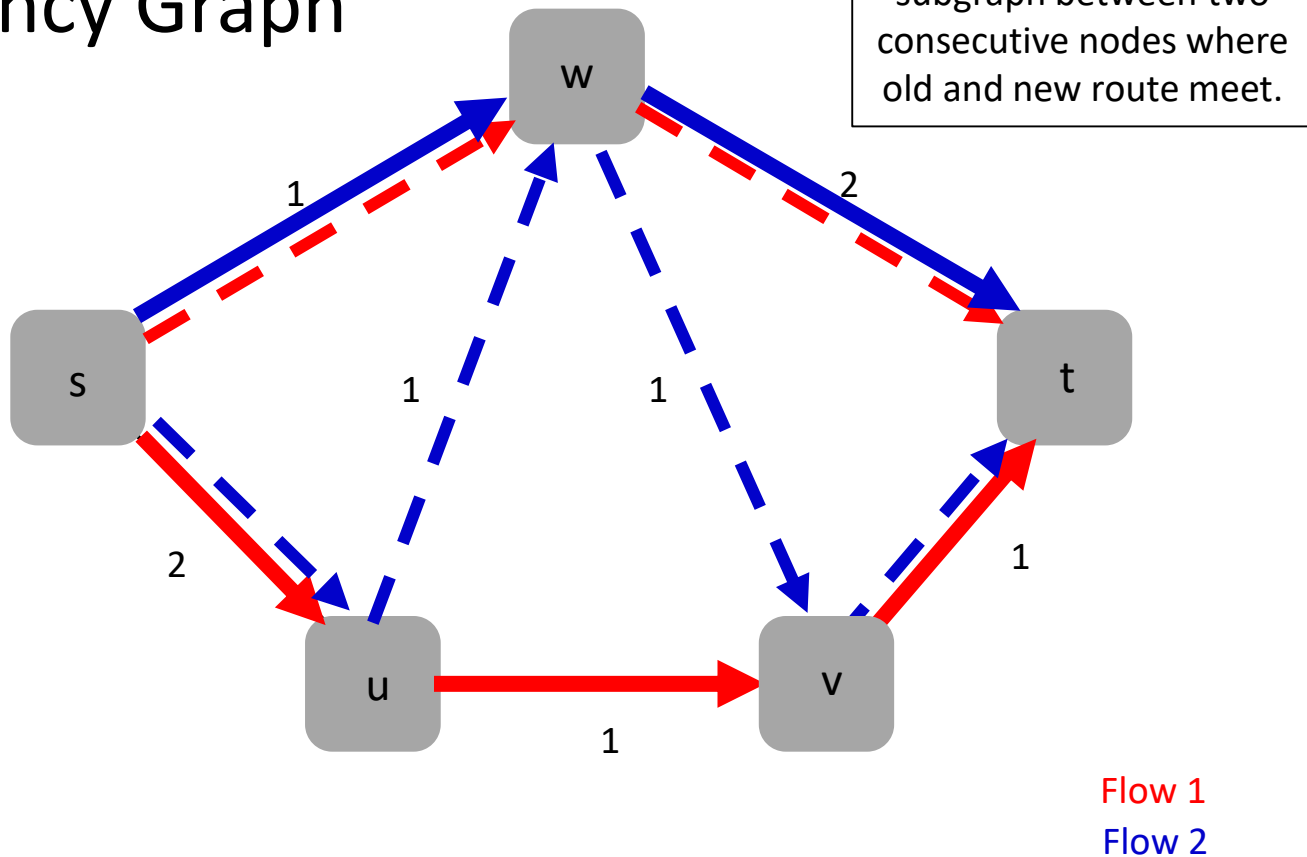 ncy Graph
subgraph between two
consecutive nodes where
old and new route meet.
w
1
2
s
1
1
t
2
1
u
v
1
Flow 1
Flow 2